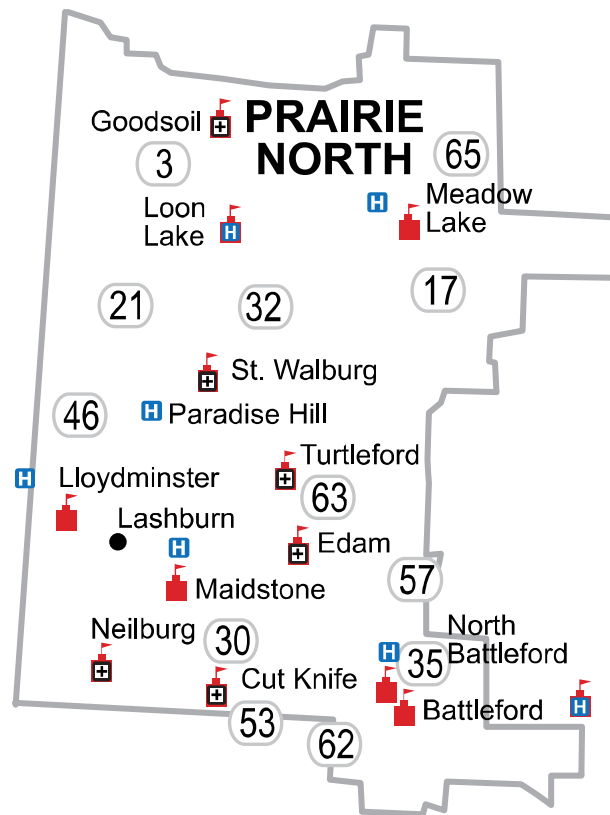 Goodsoil
PRAIRIE
NORTH
3
65
Loon
Lake
H
H
Meadow
Lake
21
32
17
St. Walburg
46
H
Paradise Hill
H
Lloydminster
Turtleford
63
Lashburn
H
Edam
Maidstone
57
Neilburg
30
North
Battleford
H
35
Cut Knife
53
Battleford
H
62